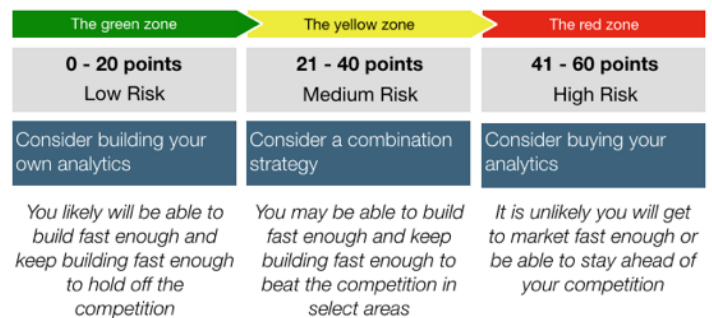 The green zone
The yellow zone
The red zone
0 - 20 points
Low Risk
21 - 40 points
Medium Risk
41 - 60 points
High Risk
Consider building your
own analytics
Consider a combination
strategy
Consider buying your
analytics
You likely will be able to
build fast enough and
keep building fast enough
to hold off the
competition
You may be able to build
fast enough and keep
building fast enough to
beat the competition in
select areas
It is unlikely you will get
to market fast enough or
be able to stay ahead of
your competition